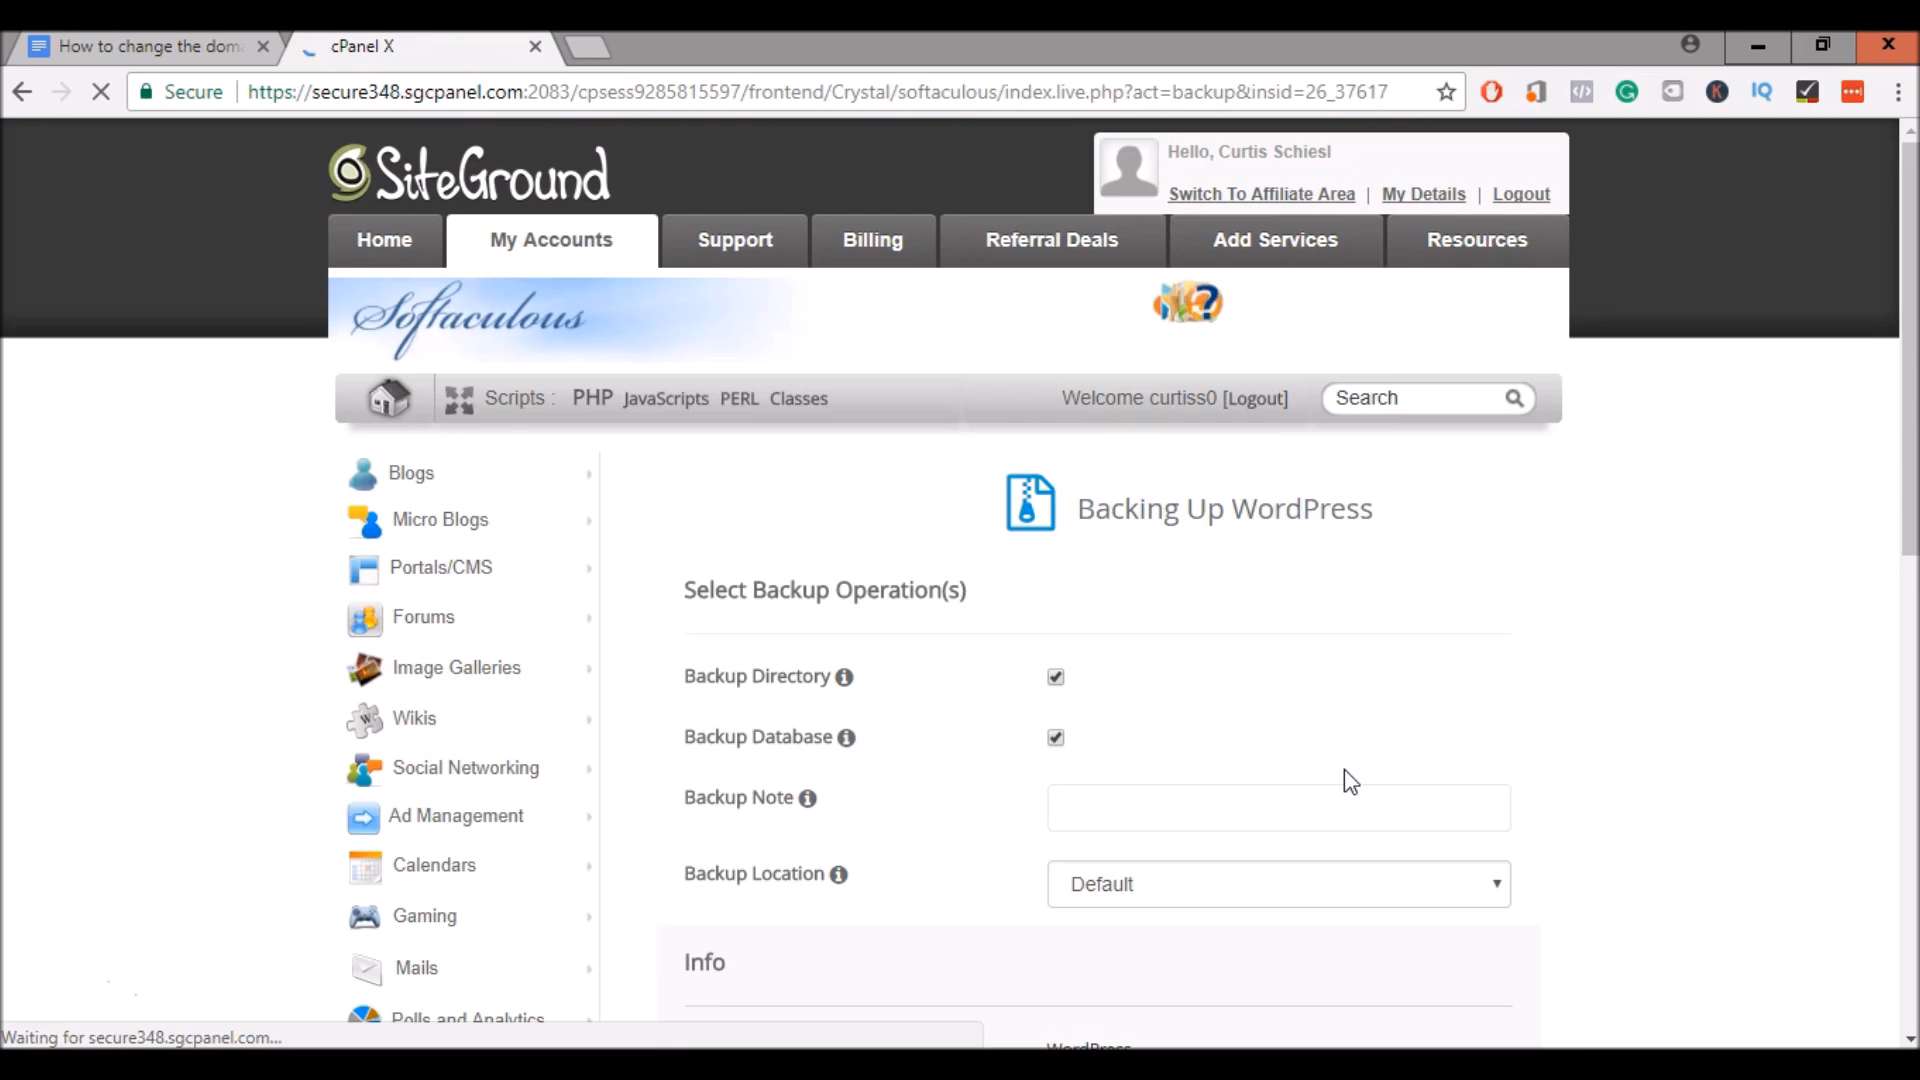 How to change the dom
cPanel X
Secure https://secure348.sgcpanel.com:2083/cpsess9285815597/frontend/Crystal/softaculous/index.live.php?act=backup&insid=26_37617
SiteGround
Hello, Curtis Schiesl
Switch To Affiliate Area | My Details | Logout
Home My Accounts Support Billing Referral Deals Add Services Resources
Softaculous
Scripts : PHP JavaScripts PERL Classes Welcome curtiss0 [Logout] Search
Blogs
Micro Blogs
Portals/CMS
Forums
Image Galleries
Wikis
Social Networking
Ad Management
Calendars
Gaming
Mails
Polls and Analytics
Backing Up WordPress
Select Backup Operation(s)
Backup Directory
Backup Database
Backup Note
Backup Location Default
Info
WordPress
Waiting for secure348.sgcpanel.com...